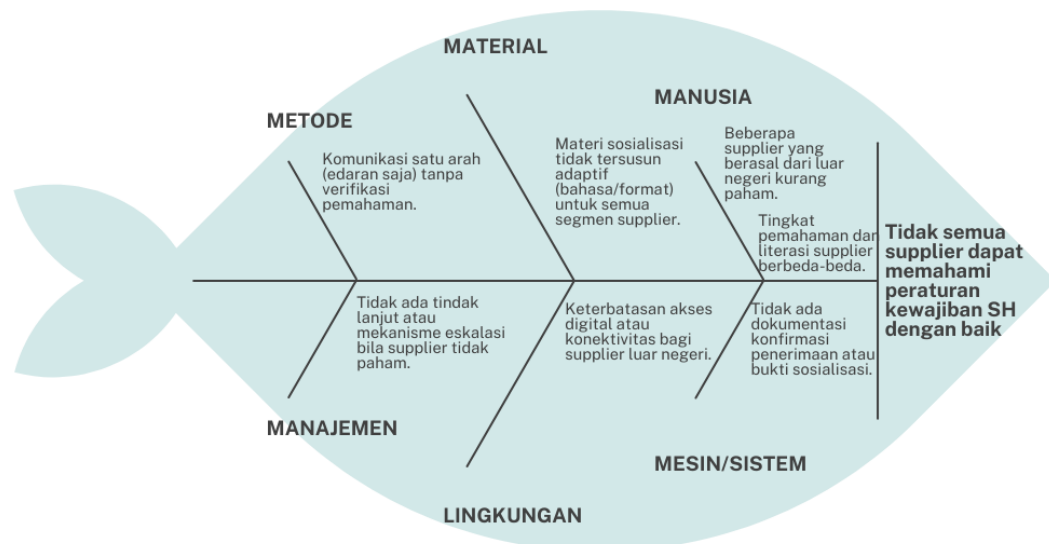 MATERIAL
MANUSIA
METODE
Komunikasi satu arah
(edaran saja) tanpa
verifikasi
pemahaman.
Materi sosialisasi
tidak tersusun
adaptif
(bahasa/format)
untuk semua
segmen supplier.
Beberapa
supplier yang
berasal dari luar
negeri kurang
paham.
Tingkat
pemahaman dan
literasi supplier
berbeda-beda.
Tidak semua
supplier dapat
memahami
peraturan
kewajiban SH
dengan baik
Tidak ada tindak
lanjut atau
mekanisme eskalasi
bila supplier tidak
paham.
Keterbatasan akses
digital atau
konektivitas bagi
supplier luar negeri.
Tidak ada
dokumentasi
konfirmasi
penerimaan atau
bukti sosialisasi.
MANAJEMEN
MESIN/SISTEM
LINGKUNGAN